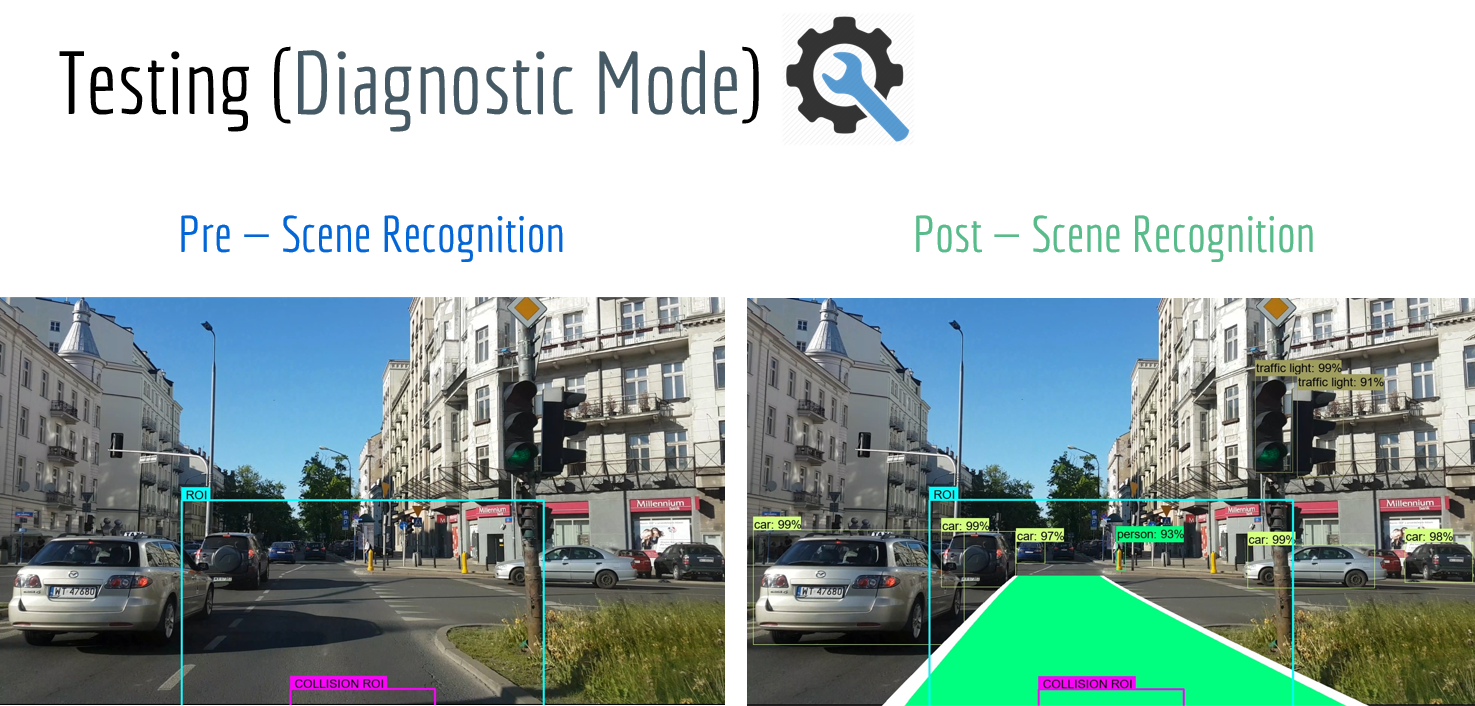 Testing (Diagnostic Mode)
Pre – Scene Recognition
Post – Scene Recognition
ROI
Millennium
Millennium
M
WT 47680
COLLISION ROI
traffic light: 99%
traffic light: 91%
ROI
car: 99%
car: 99%
car: 97%
person: 93%
car: 99%
car: 98%
Millennium
Millennium
WT 47680
COLLISION ROI